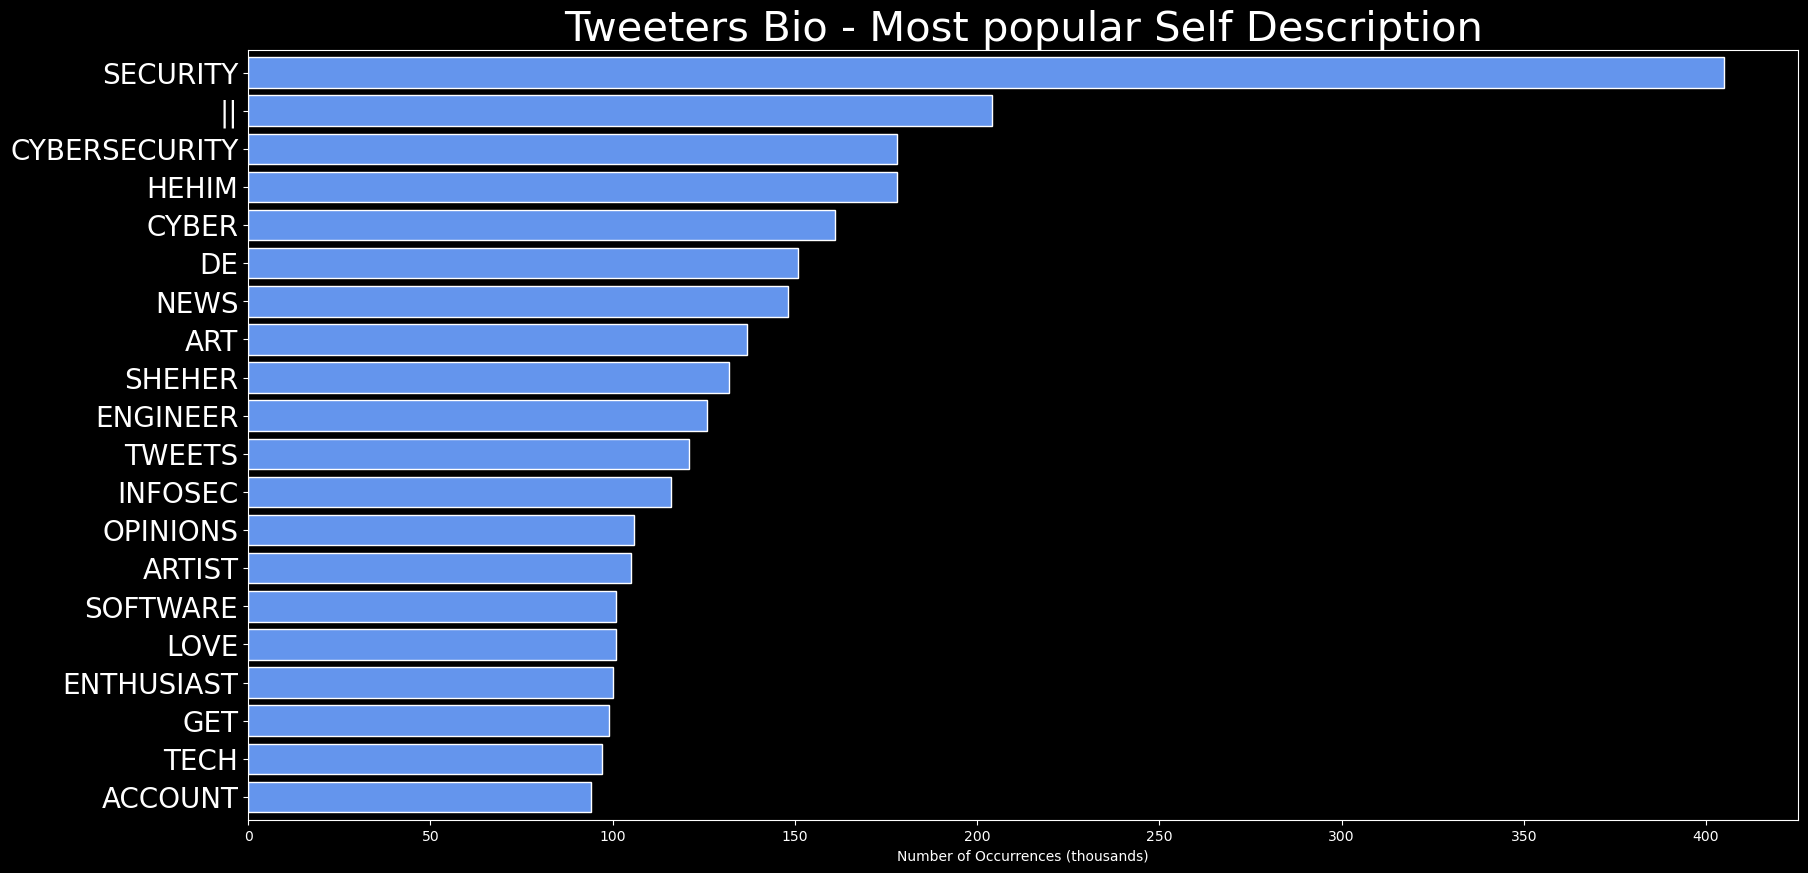 Tweeters Bio - Most popular Self Description
SECURITY
||
CYBERSECURITY
HEHIM
CYBER
DE
NEWS
ART
SHEHER
ENGINEER
TWEETS
INFOSEC
OPINIONS
ARTIST
SOFTWARE
LOVE
ENTHUSIAST
GET
TECH
ACCOUNT
0 50 100 150 200 250 300 350 400
Number of Occurrences (thousands)